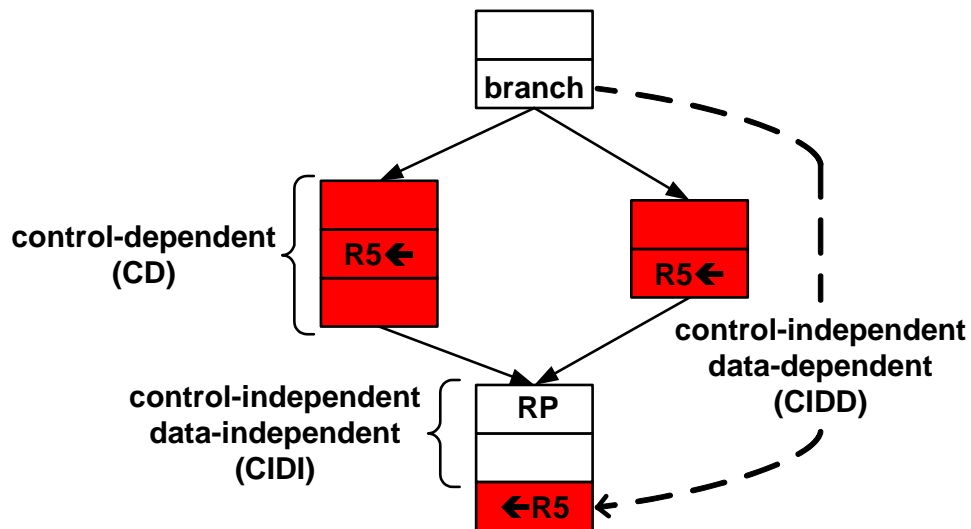 branch
control-dependent
(CD)
R5←
R5←
control-independent
data-dependent
(CIDD)
control-independent
data-independent
(CIDI)
RP
←R5